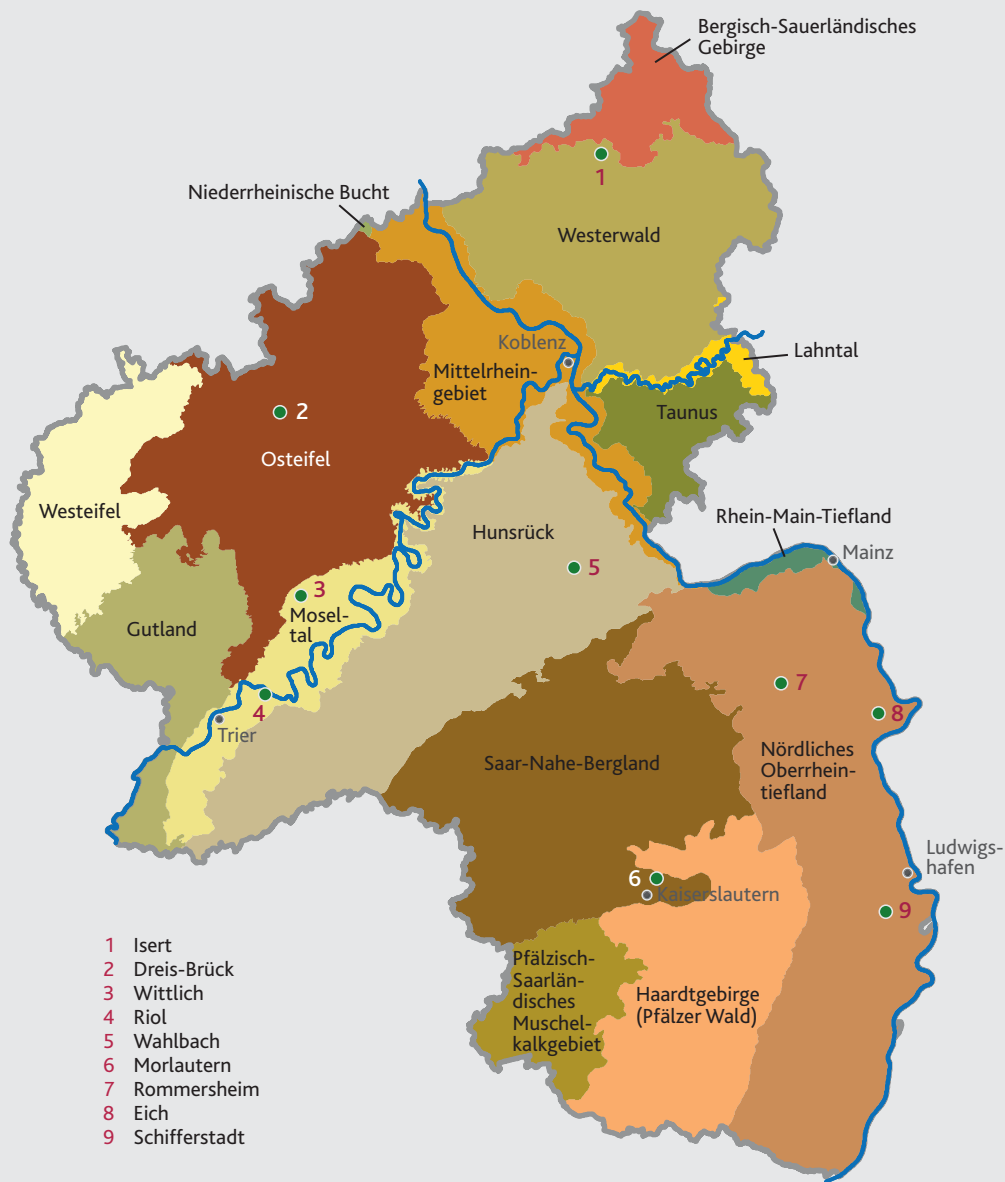 Bergisch-Sauerländisches
Gebirge
1
Niederrheinische Bucht
Westerwald
Koblenz
Lahntal
Mittelrhein-
gebiet
Taunus
2
Osteifel
Westeifel
Rhein-Main-Tiefland
Hunsrück
Mainz
5
3
Mosel-
tal
Gutland
7
4
8
Trier
Nördliches
Oberrhein-
tiefland
Saar-Nahe-Bergland
Ludwigs-
hafen
6
Kaiserslautern
9
Pfälzisch-
Saarlän-
disches
Muschel-
kalkgebiet
Haardtgebirge
(Pfälzer Wald)
1 Isert
2 Dreis-Brück
3 Wittlich
4 Riol
5 Wahlbach
6 Morlautern
7 Rommersheim
8 Eich
9 Schifferstadt